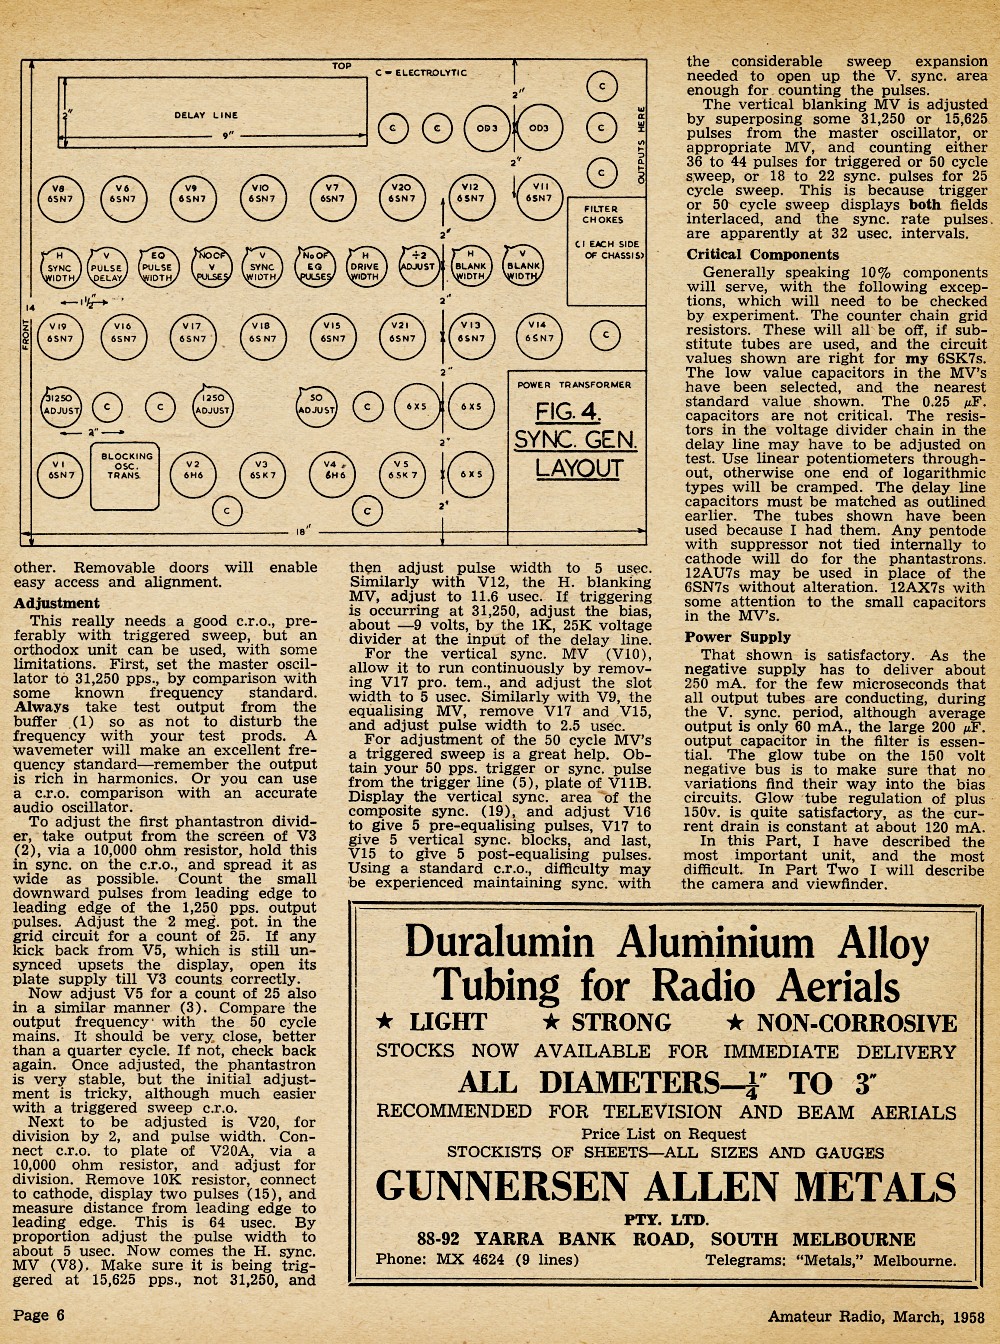 TOP
C = ELECTROLYTIC
2"
DELAY LINE
9"
C
C
OD3
OD3
2"
2"
C
C
C
OUTPUTS HERE
V8
6SN7
V6
6SN7
V9
6SN7
V10
6SN7
V7
6SN7
V20
6SN7
V12
6SN7
V11
6SN7
FILTER
CHOKES
(1 EACH SIDE
OF CHASSIS)
2"
H
SYNC
WIDTH
V
PULSE
DELAY
EQ
PULSE
WIDTH
NO OF
V
PULSES
V
SYNC
WIDTH
NO OF
EQ
PULSES
H
DRIVE
WIDTH
÷2
ADJUST
H
BLANK
WIDTH
V
BLANK
WIDTH
1½"
2"
14
FRONT
V19
6SN7
V16
6SN7
V17
6SN7
V18
6SN7
V15
6SN7
V21
6SN7
V13
6SN7
V14
6SN7
C
2"
31250
ADJUST
C
C
1250
ADJUST
50
ADJUST
C
6X5
6X5
2"
2"
POWER TRANSFORMER
FIG. 4.
SYNC. GEN.
LAYOUT
V1
6SN7
BLOCKING
OSC.
TRANS.
V2
6H6
V3
6SK7
V4
6H6
V5
6SK7
6X5
C
C
2"
18"
other. Removable doors will enable
easy access and alignment.
Adjustment
This really needs a good c.r.o., pre-
ferably with triggered sweep, but an
orthodox unit can be used, with some
limitations. First, set the master oscil-
lator to 31,250 pps., by comparison with
some known frequency standard.
Always take test output from the
buffer (1) so as not to disturb the
frequency with your test prods. A
wavemeter will make an excellent fre-
quency standard—remember the output
is rich in harmonics. Or you can use
a c.r.o. comparison with an accurate
audio oscillator.
To adjust the first phantastron divid-
er, take output from the screen of V3
(2), via a 10,000 ohm resistor, hold this
in sync. on the c.r.o., and spread it as
wide as possible. Count the small
downward pulses from leading edge to
leading edge of the 1,250 pps. output
pulses. Adjust the 2 meg. pot. in the
grid circuit for a count of 25. If any
kick back from V5, which is still un-
synced upsets the display, open its
plate supply till V3 counts correctly.
Now adjust V5 for a count of 25 also
in a similar manner (3). Compare the
output frequency with the 50 cycle
mains. It should be very close, better
than a quarter cycle. If not, check back
again. Once adjusted, the phantastron
is very stable, but the initial adjust-
ment is tricky, although much easier
with a triggered sweep c.r.o.
Next to be adjusted is V20, for
division by 2, and pulse width. Con-
nect c.r.o. to plate of V20A, via a
10,000 ohm resistor, and adjust for
division. Remove 10K resistor, connect
to cathode, display two pulses (15), and
measure distance from leading edge to
leading edge. This is 64 usec. By
proportion adjust the pulse width to
about 5 usec. Now comes the H. sync.
MV (V8). Make sure it is being trig-
gered at 15,625 pps., not 31,250, and
then adjust pulse width to 5 usec.
Similarly with V12, the H. blanking
MV, adjust to 11.6 usec. If triggering
is occurring at 31,250, adjust the bias,
about —9 volts, by the 1K, 25K voltage
divider at the input of the delay line.
For the vertical sync. MV (V10),
allow it to run continuously by remov-
ing V17 pro. tem., and adjust the slot
width to 5 usec. Similarly with V9, the
equalising MV, remove V17 and V15,
and adjust pulse width to 2.5 usec.
For adjustment of the 50 cycle MV's
a triggered sweep is a great help. Ob-
tain your 50 pps. trigger or sync. pulse
from the trigger line (5), plate of V11B.
Display the vertical sync. area of the
composite sync. (19), and adjust V16
to give 5 pre-equalising pulses, V17 to
give 5 vertical sync. blocks, and last,
V15 to give 5 post-equalising pulses.
Using a standard c.r.o., difficulty may
be experienced maintaining sync. with
the considerable sweep expansion
needed to open up the V. sync. area
enough for counting the pulses.
The vertical blanking MV is adjusted
by superposing some 31,250 or 15,625
pulses from the master oscillator, or
appropriate MV, and counting either
36 to 44 pulses for triggered or 50 cycle
sweep, or 18 to 22 sync. pulses for 25
cycle sweep. This is because trigger
or 50 cycle sweep displays both fields
interlaced, and the sync. rate pulses
are apparently at 32 usec. intervals.
Critical Components
Generally speaking 10% components
will serve, with the following excep-
tions, which will need to be checked
by experiment. The counter chain grid
resistors. These will all be off, if sub-
stitute tubes are used, and the circuit
values shown are right for my 6SK7s.
The low value capacitors in the MV's
have been selected, and the nearest
standard value shown. The 0.25 μF.
capacitors are not critical. The resis-
tors in the voltage divider chain in the
delay line may have to be adjusted on
test. Use linear potentiometers through-
out, otherwise one end of logarithmic
types will be cramped. The delay line
capacitors must be matched as outlined
earlier. The tubes shown have been
used because I had them. Any pentode
with suppressor not tied internally to
cathode will do for the phantastrons.
12AU7s may be used in place of the
6SN7s without alteration. 12AX7s with
some attention to the small capacitors
in the MV's.
Power Supply
That shown is satisfactory. As the
negative supply has to deliver about
250 mA. for the few microseconds that
all output tubes are conducting, during
the V. sync. period, although average
output is only 60 mA., the large 200 μF.
output capacitor in the filter is essen-
tial. The glow tube on the 150 volt
negative bus is to make sure that no
variations find their way into the bias
circuits. Glow tube regulation of plus
150v. is quite satisfactory, as the cur-
rent drain is constant at about 120 mA.
In this Part, I have described the
most important unit, and the most
difficult. In Part Two I will describe
the camera and viewfinder.
Duralumin Aluminium Alloy
Tubing for Radio Aerials
★ LIGHT ★ STRONG ★ NON-CORROSIVE
STOCKS NOW AVAILABLE FOR IMMEDIATE DELIVERY
ALL DIAMETERS—¼" TO 3"
RECOMMENDED FOR TELEVISION AND BEAM AERIALS
Price List on Request
STOCKISTS OF SHEETS—ALL SIZES AND GAUGES
GUNNERSEN ALLEN METALS
PTY. LTD.
88-92 YARRA BANK ROAD, SOUTH MELBOURNE
Phone: MX 4624 (9 lines) Telegrams: "Metals," Melbourne.
Page 6 Amateur Radio, March, 1958